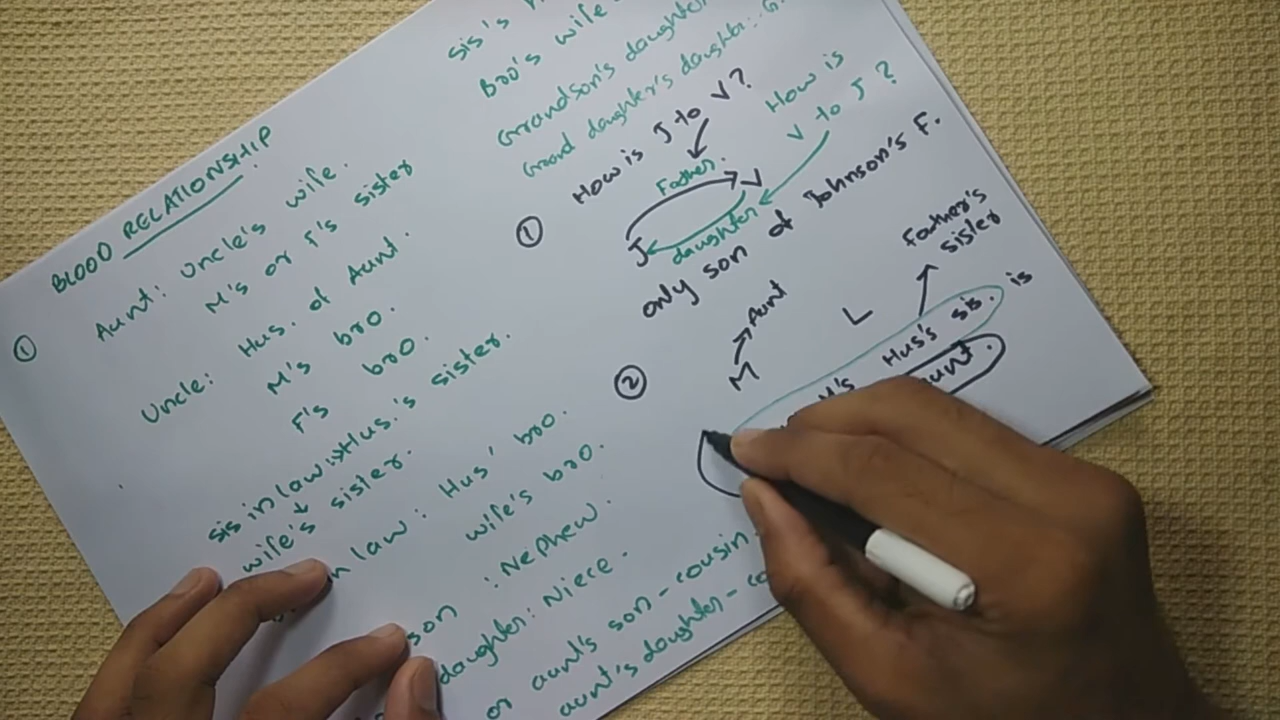 BLOOD RELATIONSHIP
① Aunt: Uncle's wife.
M's or F's sister
Uncle: Hus. of Aunt.
M's bro.
F's bro.
sis in law: Hus.'s sister.
wife's sister.
law: Hus' bro.
wife's bro.
son : Nephew.
daughter: Niece.
or aunt's son - cousin
aunt's daughter -
sis's
Bro's wife
Grandson's daughter
Grand daughter's daughter:
① How is J to V?
How is
V to J?
Father.
J V
daughter
only son of Johnson's F.
② M → Aunt
L
Father's
sister
M's Hus's sis. is
aunt.